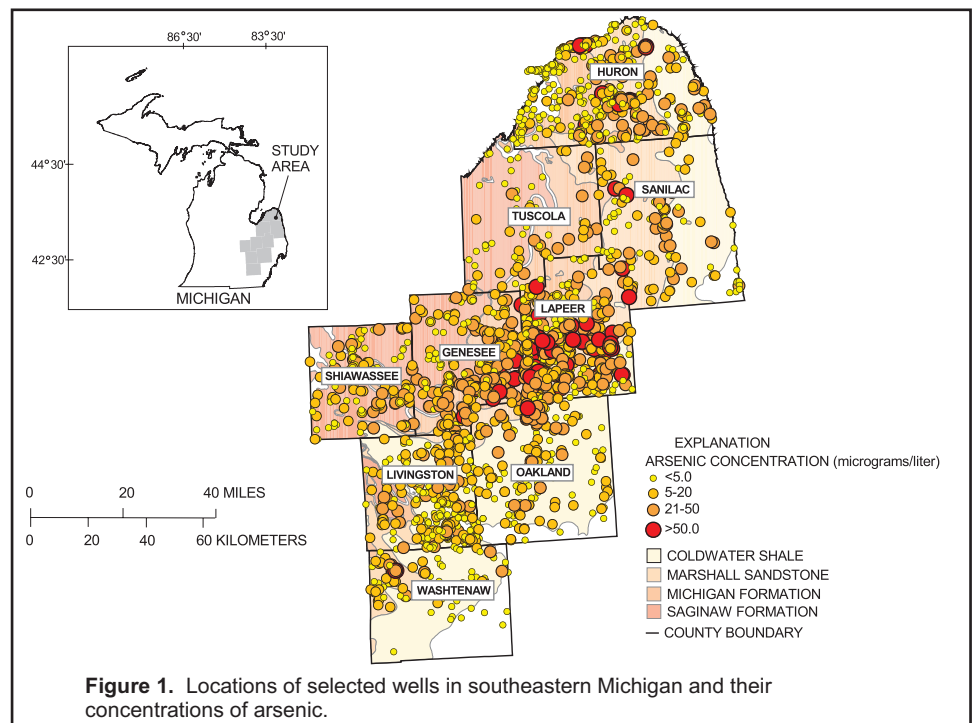 86°30'
83°30'
44°30'
STUDY
AREA
42°30'
MICHIGAN
HURON
SANILAC
TUSCOLA
LAPEER
GENESEE
SHIAWASSEE
LIVINGSTON
OAKLAND
WASHTENAW
0 20 40 MILES
0 20 40 60 KILOMETERS
EXPLANATION
ARSENIC CONCENTRATION (micrograms/liter)
<5.0
5-20
21-50
>50.0
COLDWATER SHALE
MARSHALL SANDSTONE
MICHIGAN FORMATION
SAGINAW FORMATION
COUNTY BOUNDARY
Figure 1. Locations of selected wells in southeastern Michigan and their
concentrations of arsenic.